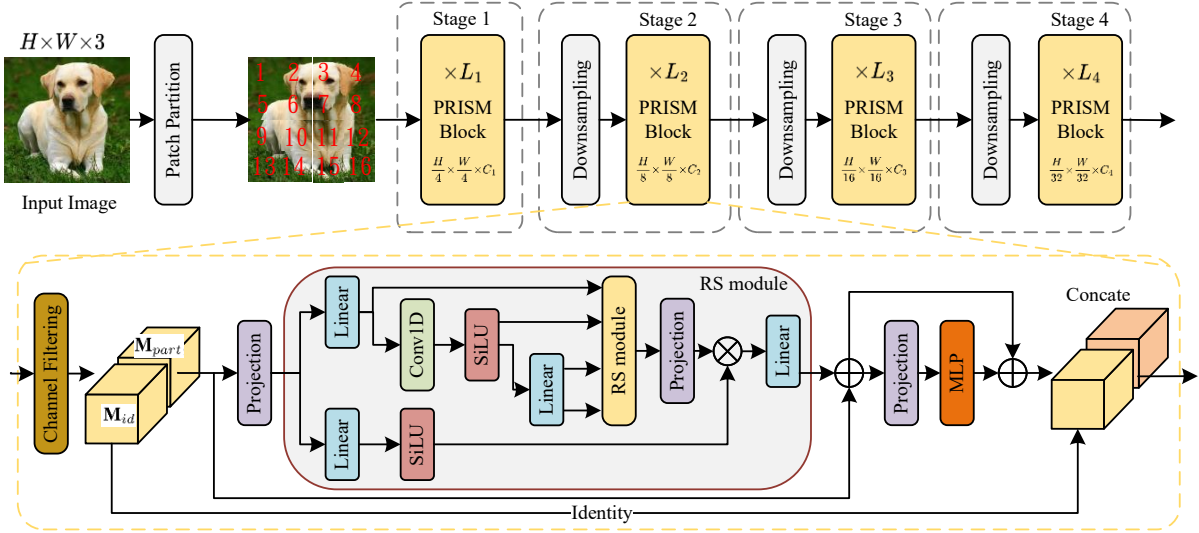 Stage 1
Stage 2
Stage 3
Stage 4
H×W×3
Input Image
Patch Partition
1 2 3 4
5 6 7 8
9 10 11 12
13 14 15 16
×L₁
PRISM
Block
H/4×W/4×C₁
Downsampling
×L₂
PRISM
Block
H/8×W/8×C₂
Downsampling
×L₃
PRISM
Block
H/16×W/16×C₃
Downsampling
×L₄
PRISM
Block
H/32×W/32×C₄
Channel Filtering
M_part
M_id
Projection
RS module
Linear
Conv1D
SiLU
Linear
RS module
Projection
Linear
Linear
SiLU
Projection
MLP
Concate
Identity